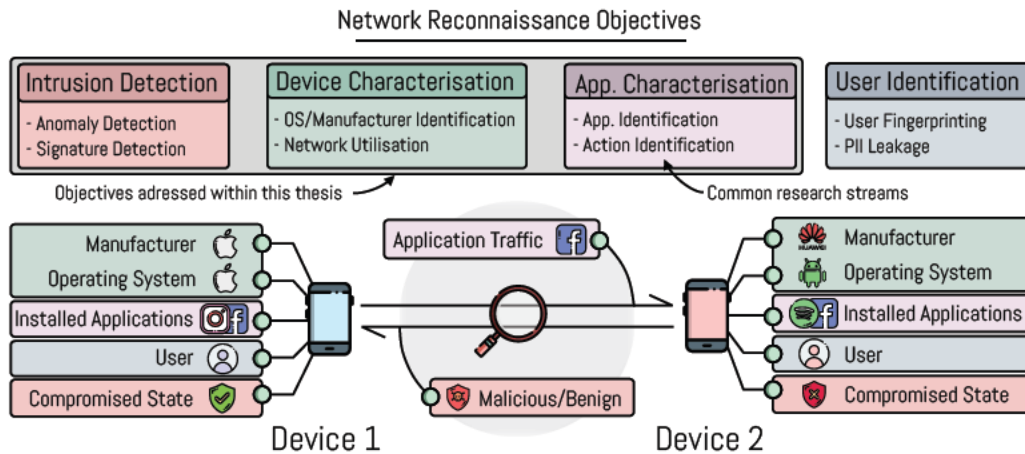 Network Reconnaissance Objectives
Intrusion Detection
- Anomaly Detection
- Signature Detection
Device Characterisation
- OS/Manufacturer Identification
- Network Utilisation
App. Characterisation
- App. Identification
- Action Identification
User Identification
- User Fingerprinting
- PII Leakage
Objectives adressed within this thesis
Common research streams
Manufacturer
Operating System
Installed Applications
User
Compromised State
Device 1
Application Traffic
Malicious/Benign
HUAWEI
Manufacturer
Operating System
Installed Applications
User
Compromised State
Device 2